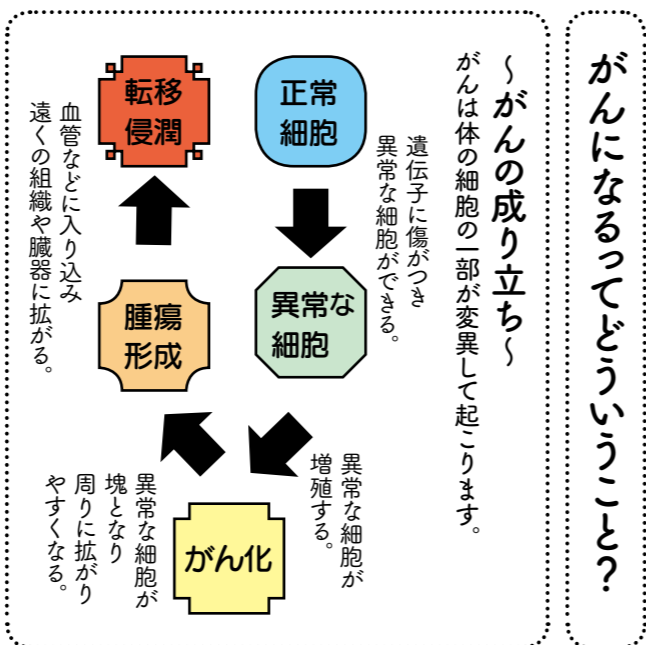 がんになるってどういうこと?
～がんの成り立ち～
がんは体の細胞の一部が変異して起こります。
正常
細胞
遺伝子に傷がつき
異常な細胞ができる。
異常な
細胞
異常な細胞が
増殖する。
がん化
異常な細胞が
塊となり
周りに拡がり
やすくなる。
腫瘍
形成
血管などに入り込み
遠くの組織や臓器に拡がる。
転移
侵潤